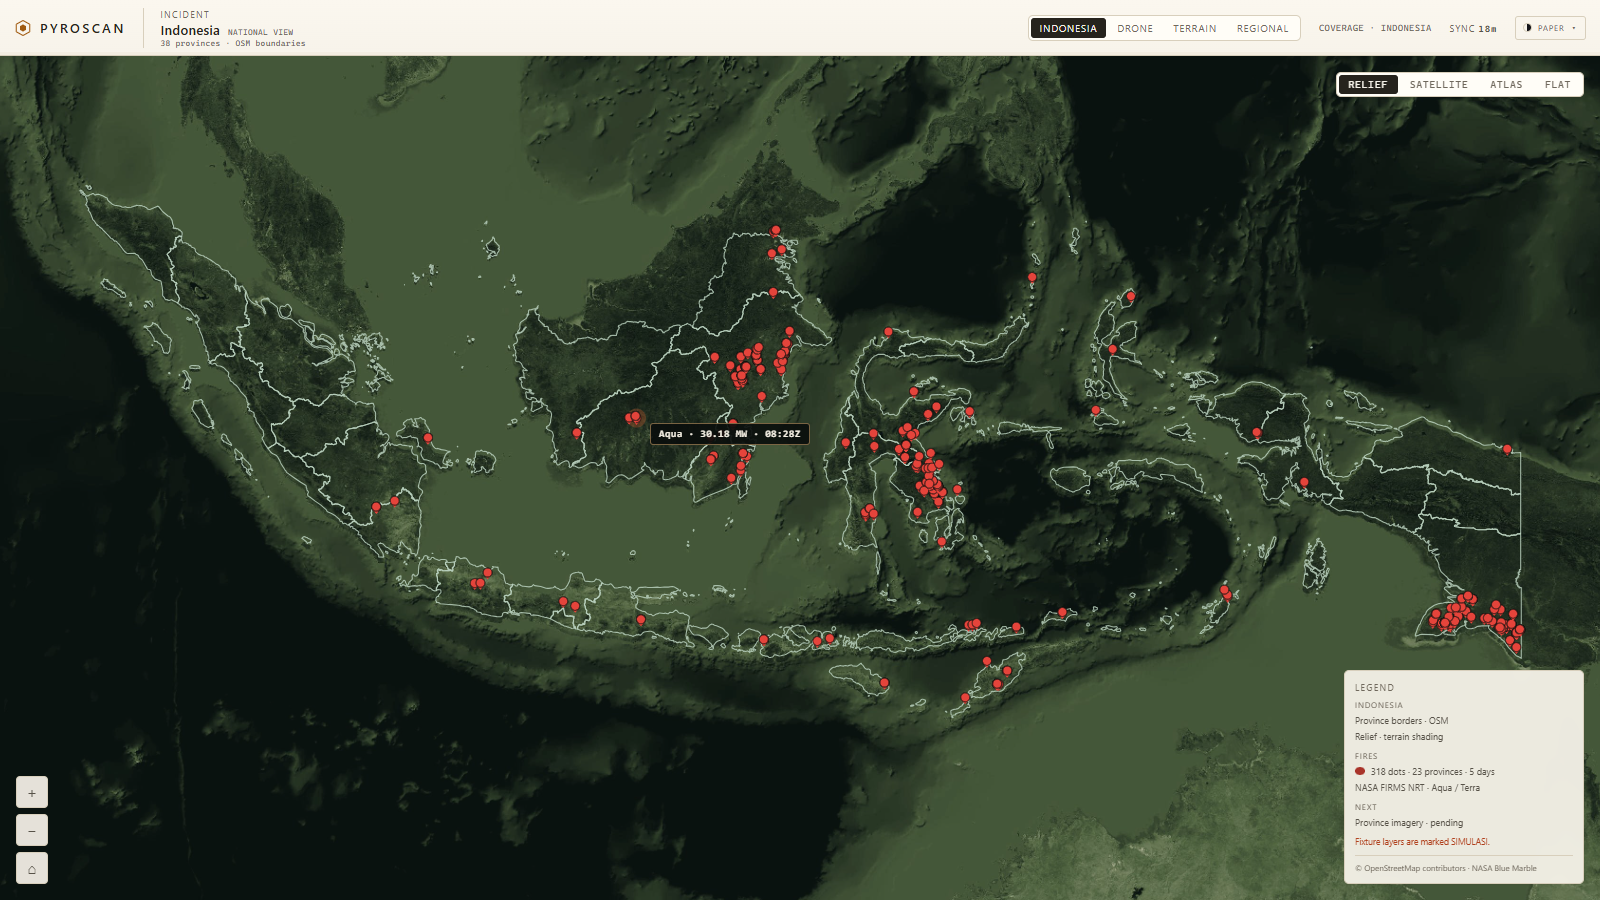 PYROSCAN
INCIDENT
Indonesia NATIONAL VIEW
38 provinces · OSM boundaries
INDONESIA DRONE TERRAIN REGIONAL
COVERAGE · INDONESIA
SYNC 18m
PAPER
RELIEF SATELLITE ATLAS FLAT
Aqua · 30.18 MW · 08:28Z
+
−
⌂
LEGEND
INDONESIA
Province borders · OSM
Relief · terrain shading
FIRES
318 dots · 23 provinces · 5 days
NASA FIRMS NRT · Aqua / Terra
NEXT
Province imagery · pending
Fixture layers are marked SIMULASI.
© OpenStreetMap contributors · NASA Blue Marble